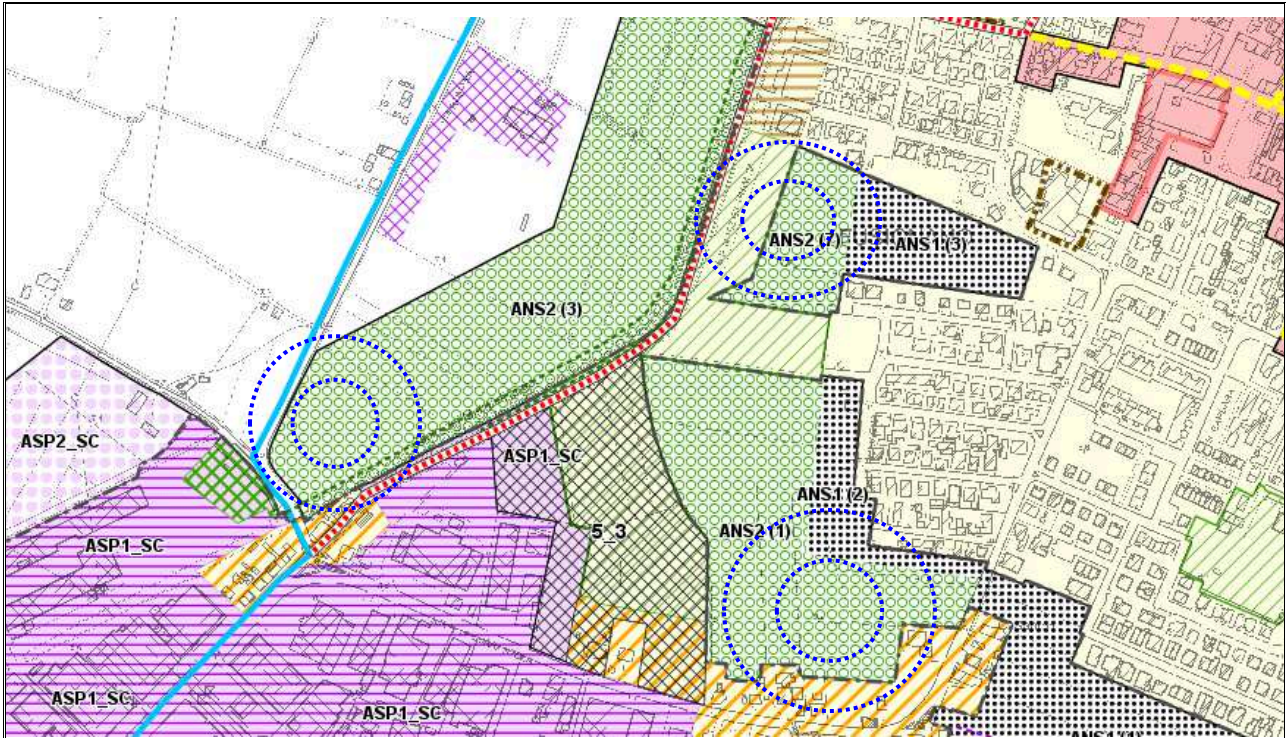 ANS2 (7)
ANS1 (3)
ANS2 (3)
ASP2_SC
ASP1_SC
ANS1 (2)
ANS2 (1)
5_3
ASP1_SC
ASP1_SC
ASP1_SC